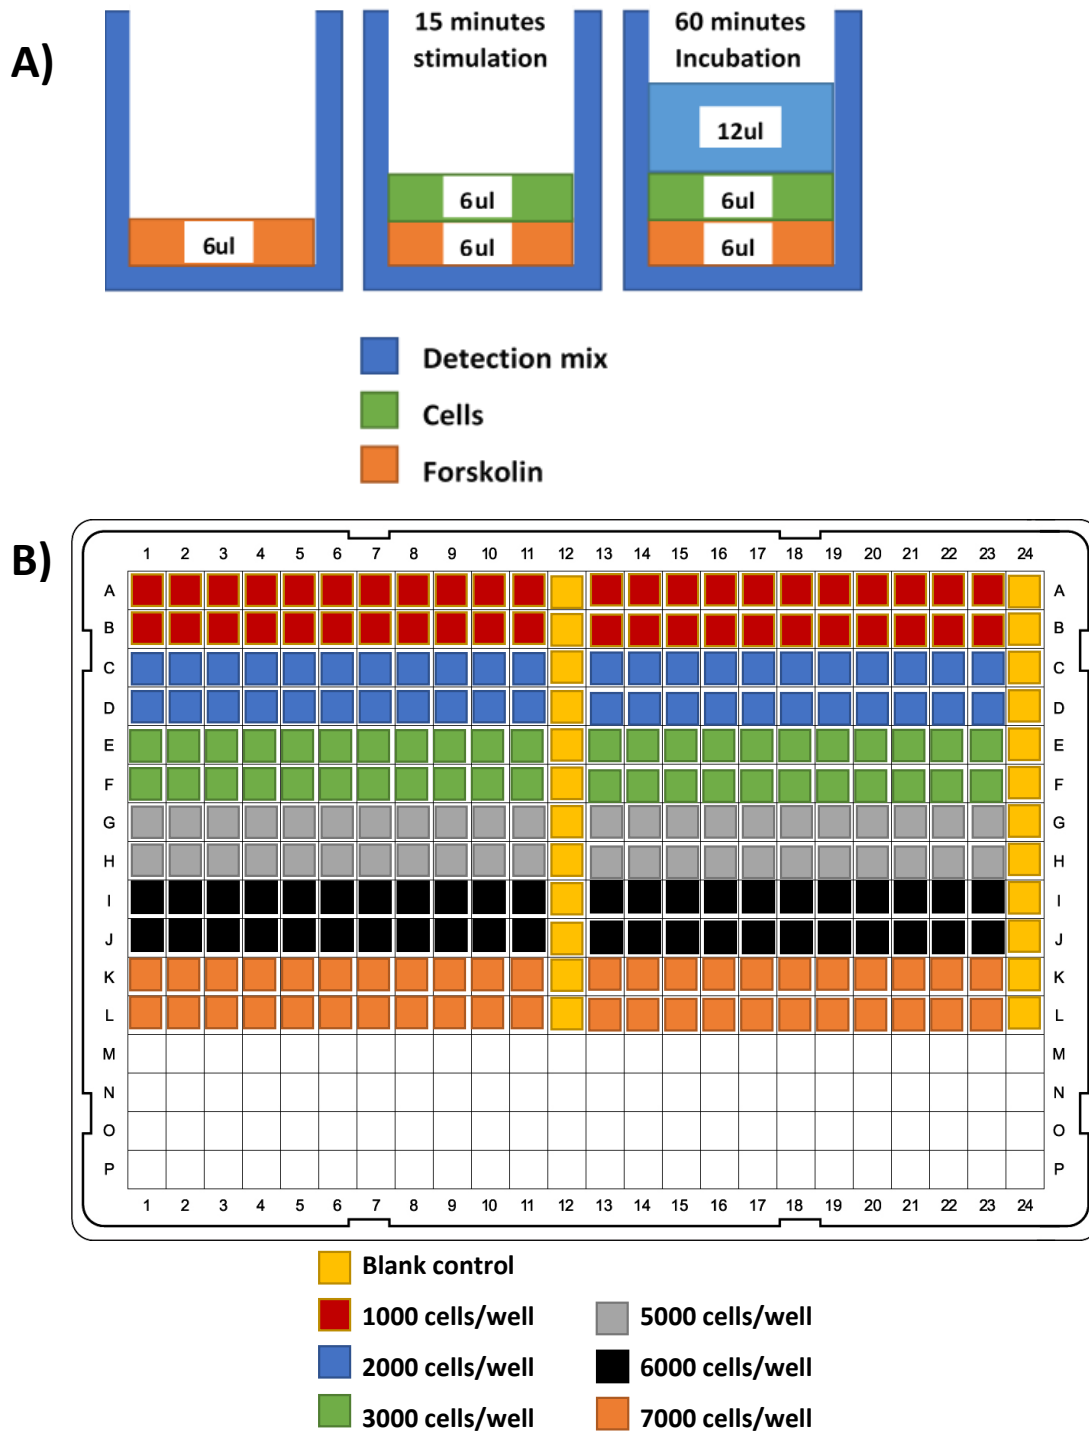 A)
15 minutes
stimulation
60 minutes
Incubation
12ul
6ul
6ul
6ul
6ul
6ul
Detection mix
Cells
Forskolin
B)
1 2 3 4 5 6 7 8 9 10 11 12 13 14 15 16 17 18 19 20 21 22 23 24
A A
B B
C C
D D
E E
F F
G G
H H
I I
J J
K K
L L
M M
N N
O O
P P
1 2 3 4 5 6 7 8 9 10 11 12 13 14 15 16 17 18 19 20 21 22 23 24
Blank control
1000 cells/well
5000 cells/well
2000 cells/well
6000 cells/well
3000 cells/well
7000 cells/well